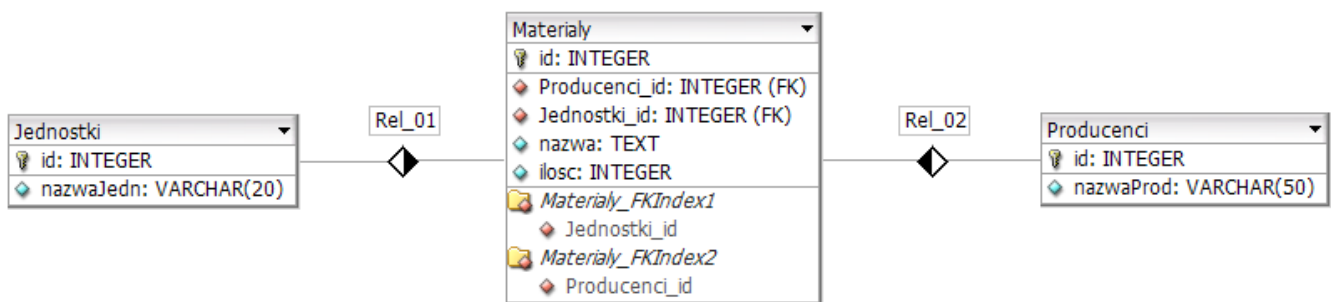 Jednostki
id: INTEGER
nazwaJedn: VARCHAR(20)
Rel_01
Materialy
id: INTEGER
Producenci_id: INTEGER (FK)
Jednostki_id: INTEGER (FK)
nazwa: TEXT
ilosc: INTEGER
Materialy_FKIndex1
Jednostki_id
Materialy_FKIndex2
Producenci_id
Rel_02
Producenci
id: INTEGER
nazwaProd: VARCHAR(50)